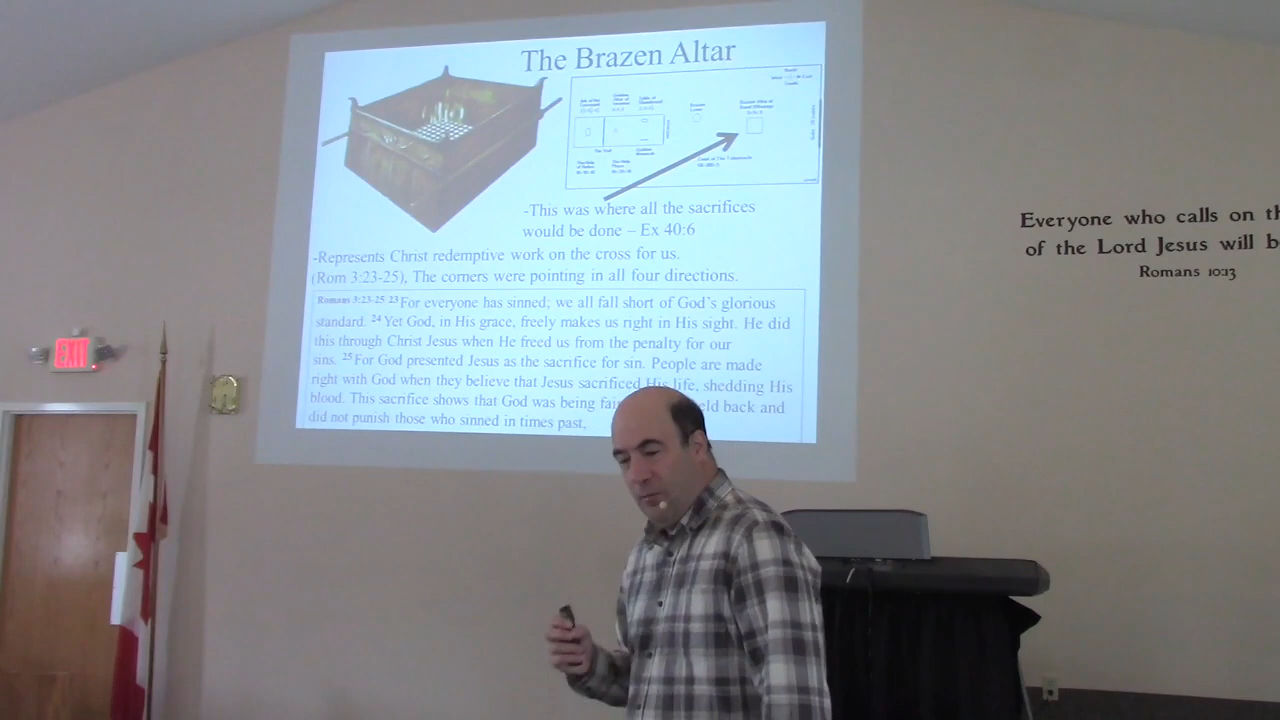 The Brazen Altar
-This was where all the sacrifices
would be done – Ex 40:6
-Represents Christ redemptive work on the cross for us.
(Rom 3:23-25), The corners were pointing in all four directions.
Romans 3:23-25 23 For everyone has sinned; we all fall short of God's glorious
standard. 24 Yet God, in His grace, freely makes us right in His sight. He did
this through Christ Jesus when He freed us from the penalty for our
sins. 25 For God presented Jesus as the sacrifice for sin. People are made
right with God when they believe that Jesus sacrificed His life, shedding His
blood. This sacrifice shows that God was being back and
did not punish those who sinned in times past,
EXIT
Everyone who calls on
of the Lord Jesus will
Romans 10:13